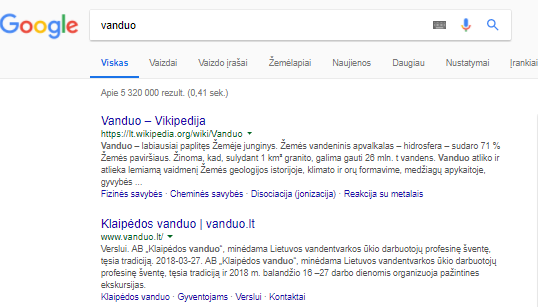 Google
vanduo
Viskas Vaizdai Vaizdo įrašai Žemėlapiai Naujienos Daugiau Nustatymai Įrankiai
Apie 5 320 000 rezult. (0,41 sek.)
Vanduo – Vikipedija
https://lt.wikipedia.org/wiki/Vanduo
Vanduo – labiausiai paplitęs Žemėje junginys. Žemės vandeninis apvalkalas – hidrosfera – sudaro 71 %
Žemės paviršiaus. Žinoma, kad, sulydant 1 km³ granito, galima gauti 26 mln. t vandens. Vanduo atliko ir
atlieka lemiamą vaidmenį Žemės geologijos istorijoje, klimato ir orų formavime, medžiagų apykaitoje,
gyvybės ...
Fizinės savybės · Cheminės savybės · Disociacija (jonizacija) · Reakcija su metalais
Klaipėdos vanduo | vanduo.lt
www.vanduo.lt/
Verslui. AB „Klaipėdos vanduo“, minėdama Lietuvos vandentvarkos ūkio darbuotojų profesinę šventę,
tęsia tradiciją. 2018-03-27. AB „Klaipėdos vanduo“, minėdama Lietuvos vandentvarkos ūkio darbuotojų
profesinę šventę, tęsia tradiciją ir 2018 m. balandžio 16 –27 darbo dienomis organizuoja pažintines
ekskursijas.
Klaipėdos vanduo · Gyventojams · Verslui · Kontaktai